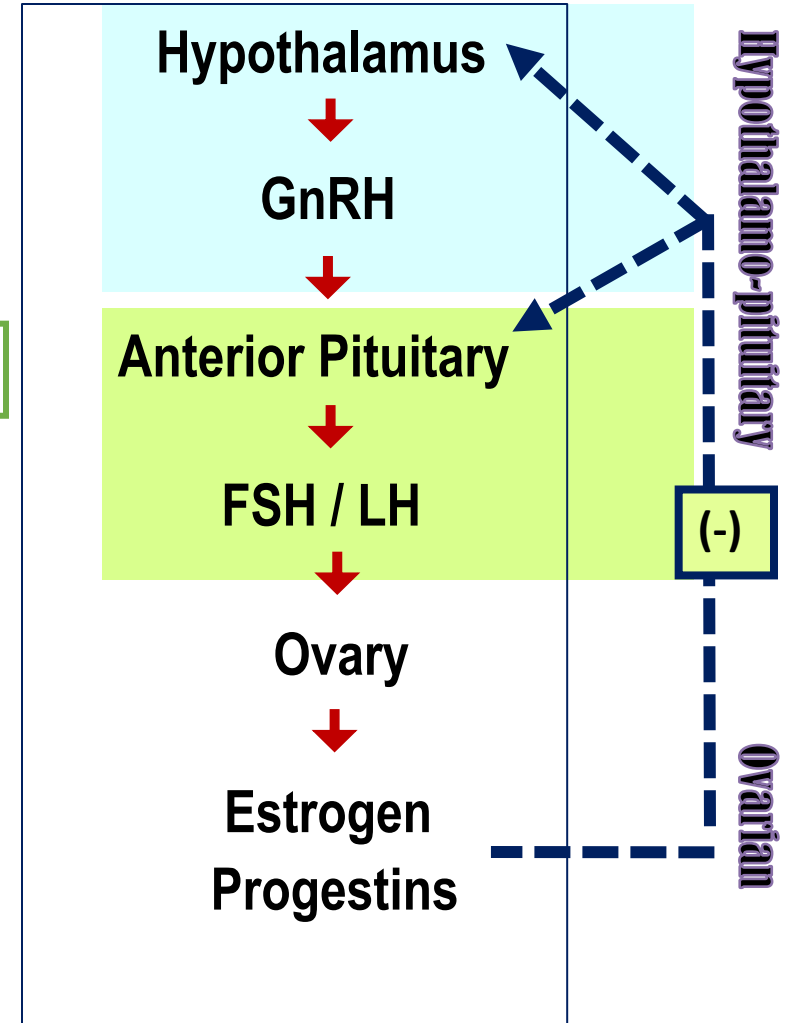 Hypothalamus
GnRH
Anterior Pituitary
FSH / LH
Ovary
Estrogen
Progestins
Hypothalamo-pituitary
(-)
Ovarian